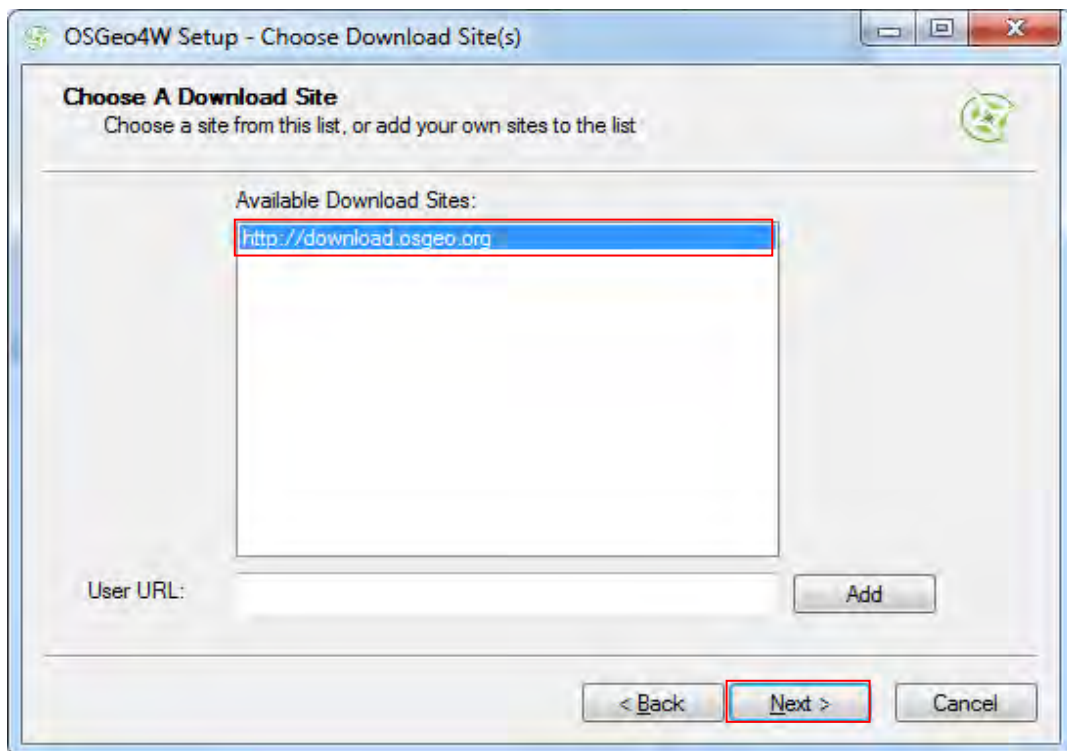 OSGeo4W Setup - Choose Download Site(s)
Choose A Download Site
Choose a site from this list, or add your own sites to the list
Available Download Sites:
http://download.osgeo.org
User URL:
Add
< Back
Next >
Cancel